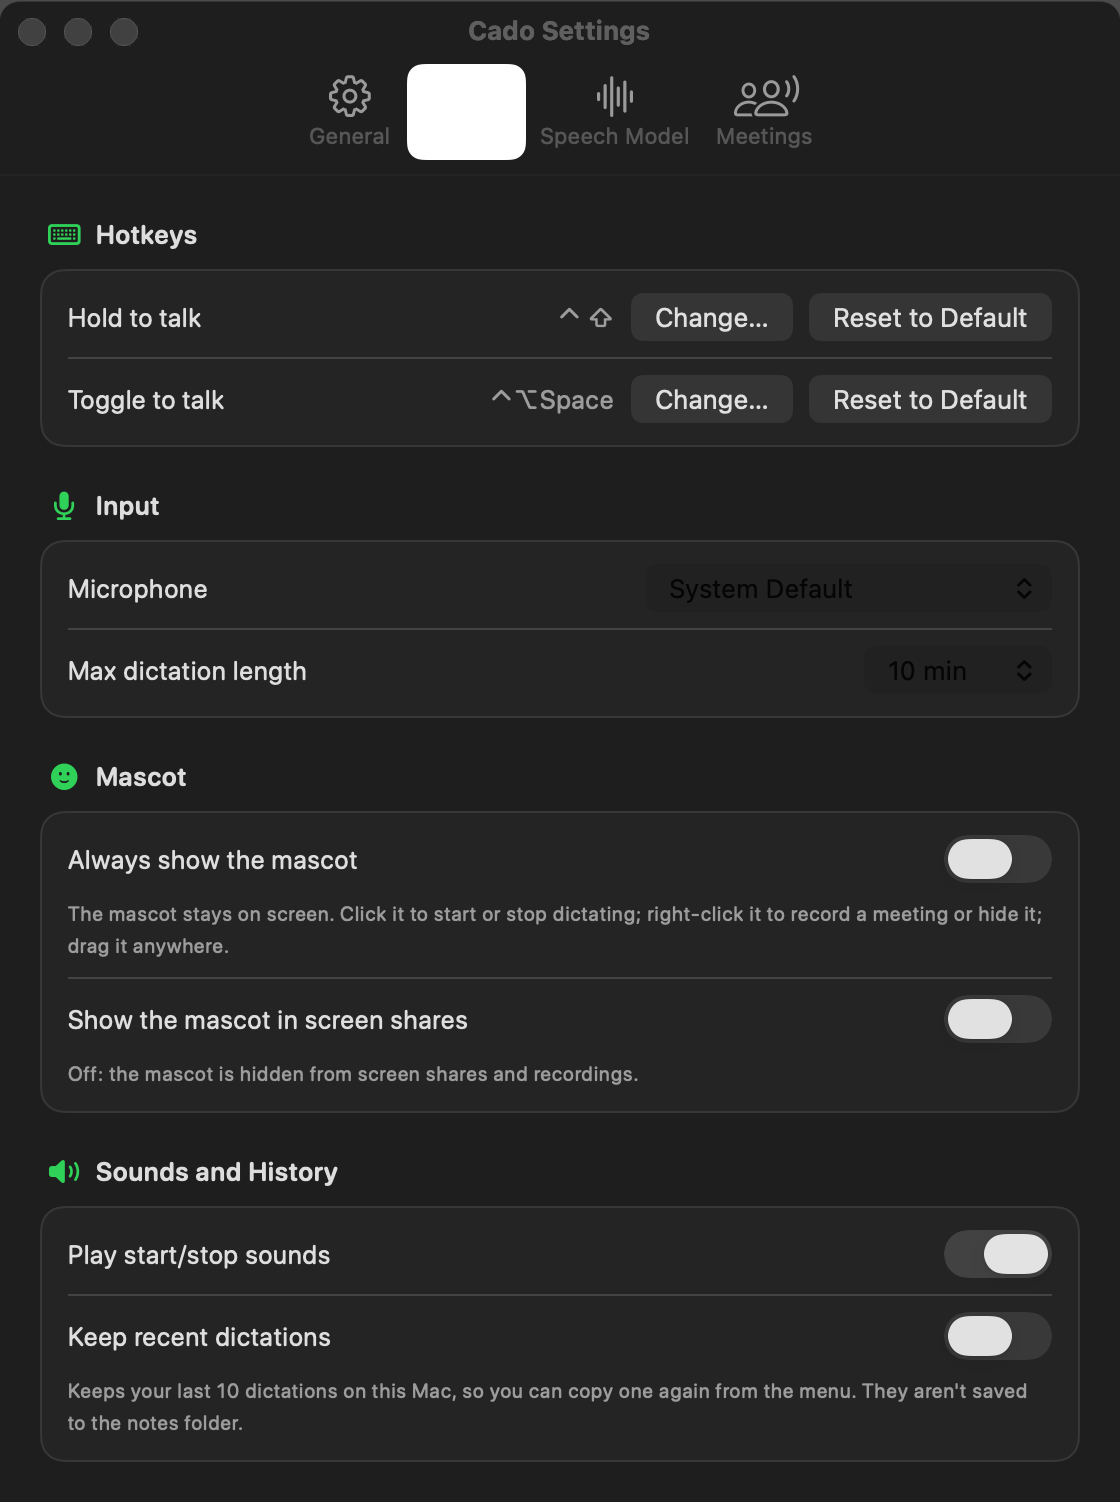 Cado Settings
General
Speech Model
Meetings
Hotkeys
Hold to talk ^ ⇧ Change... Reset to Default
Toggle to talk ^⌥Space Change... Reset to Default
Input
Microphone System Default
Max dictation length 10 min
Mascot
Always show the mascot
The mascot stays on screen. Click it to start or stop dictating; right-click it to record a meeting or hide it;
drag it anywhere.
Show the mascot in screen shares
Off: the mascot is hidden from screen shares and recordings.
Sounds and History
Play start/stop sounds
Keep recent dictations
Keeps your last 10 dictations on this Mac, so you can copy one again from the menu. They aren't saved
to the notes folder.